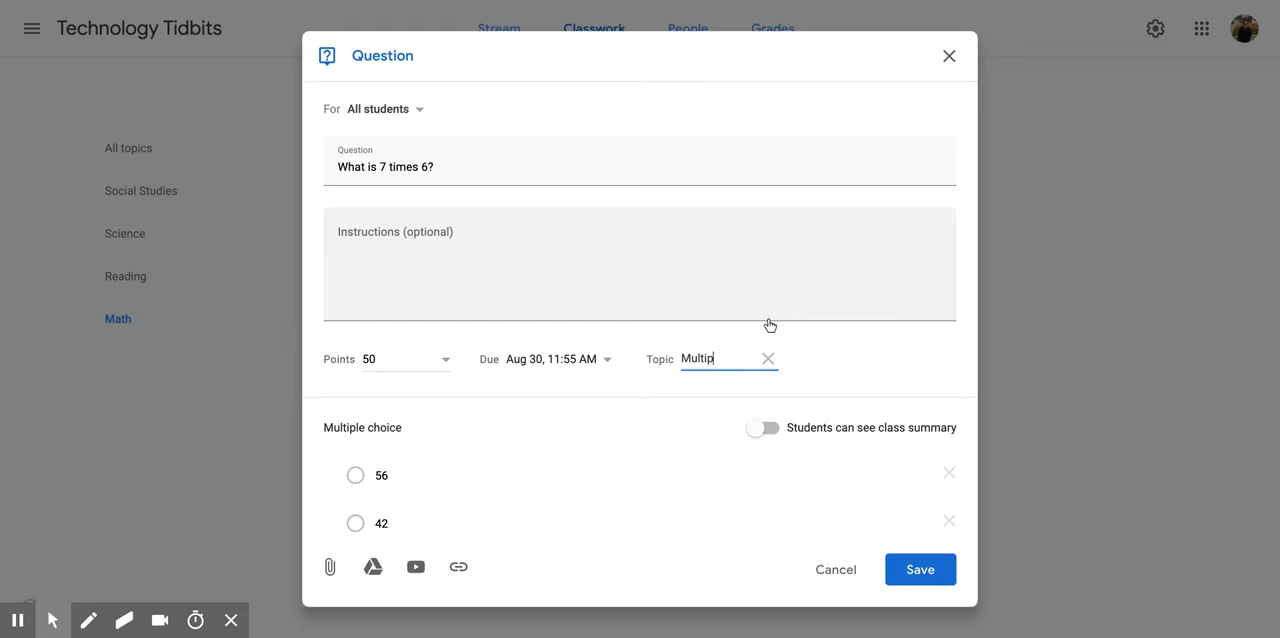 Technology Tidbits
Stream Classwork People Grades
Question
For All students
All topics
Question
What is 7 times 6?
Social Studies
Instructions (optional)
Science
Reading
Math
Points 50 Due Aug 30, 11:55 AM Topic Multip
Multiple choice Students can see class summary
56
42
Cancel Save